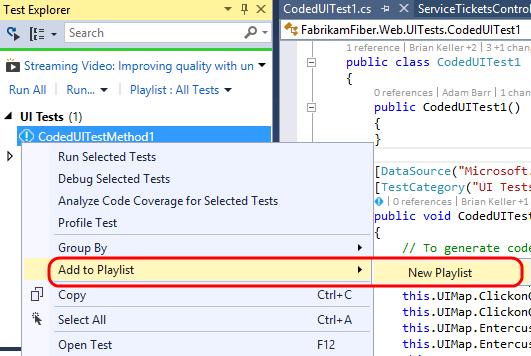 Test Explorer
Search
Streaming Video: Improving quality with un
Run All | Run... | Playlist : All Tests
UI Tests (1)
CodedUITestMethod1
Run Selected Tests
Debug Selected Tests
Analyze Code Coverage for Selected Tests
Profile Test
Group By
Add to Playlist
New Playlist
Copy Ctrl+C
Select All Ctrl+A
Open Test F12
CodedUITest1.cs
ServiceTicketsControl
FabrikamFiber.Web.UITests.CodedUITest1
1 reference | Brian Keller +2 | 3 +1 chan
public class CodedUITest1
{
Adam Barr | 1 change
public CodedUITest1()
{
}
[DataSource("Microsoft.
[TestCategory("UI Tests
| 0 references | Brian Keller +1
public void CodedUITest
{
// To generate code
this.UIMap.Clickon
this.UIMap.ClickonC
this.UIMap.Entercus
this.UIMap.Entercus